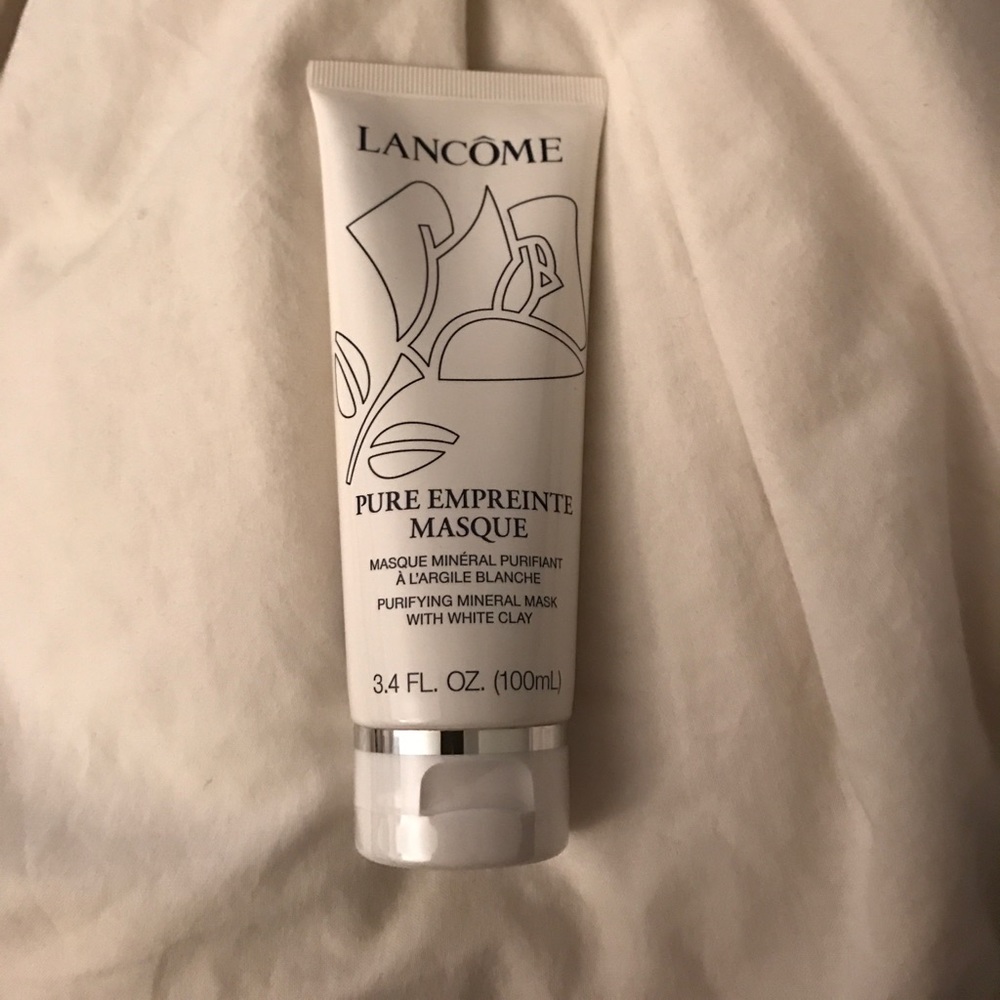 LANCÔME
PURE EMPREINTE
MASQUE
MASQUE MINÉRAL PURIFIANT
À L'ARGILE BLANCHE
PURIFYING MINERAL MASK
WITH WHITE CLAY
3.4 FL. OZ. (100mL)